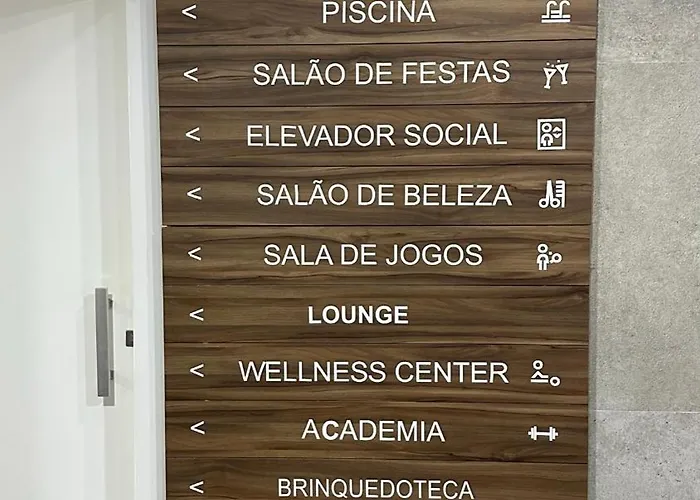 < PISCINA
< SALÃO DE FESTAS
< ELEVADOR SOCIAL
< SALÃO DE BELEZA
< SALA DE JOGOS
< LOUNGE
< WELLNESS CENTER
< ACADEMIA
< BRINQUEDOTECA